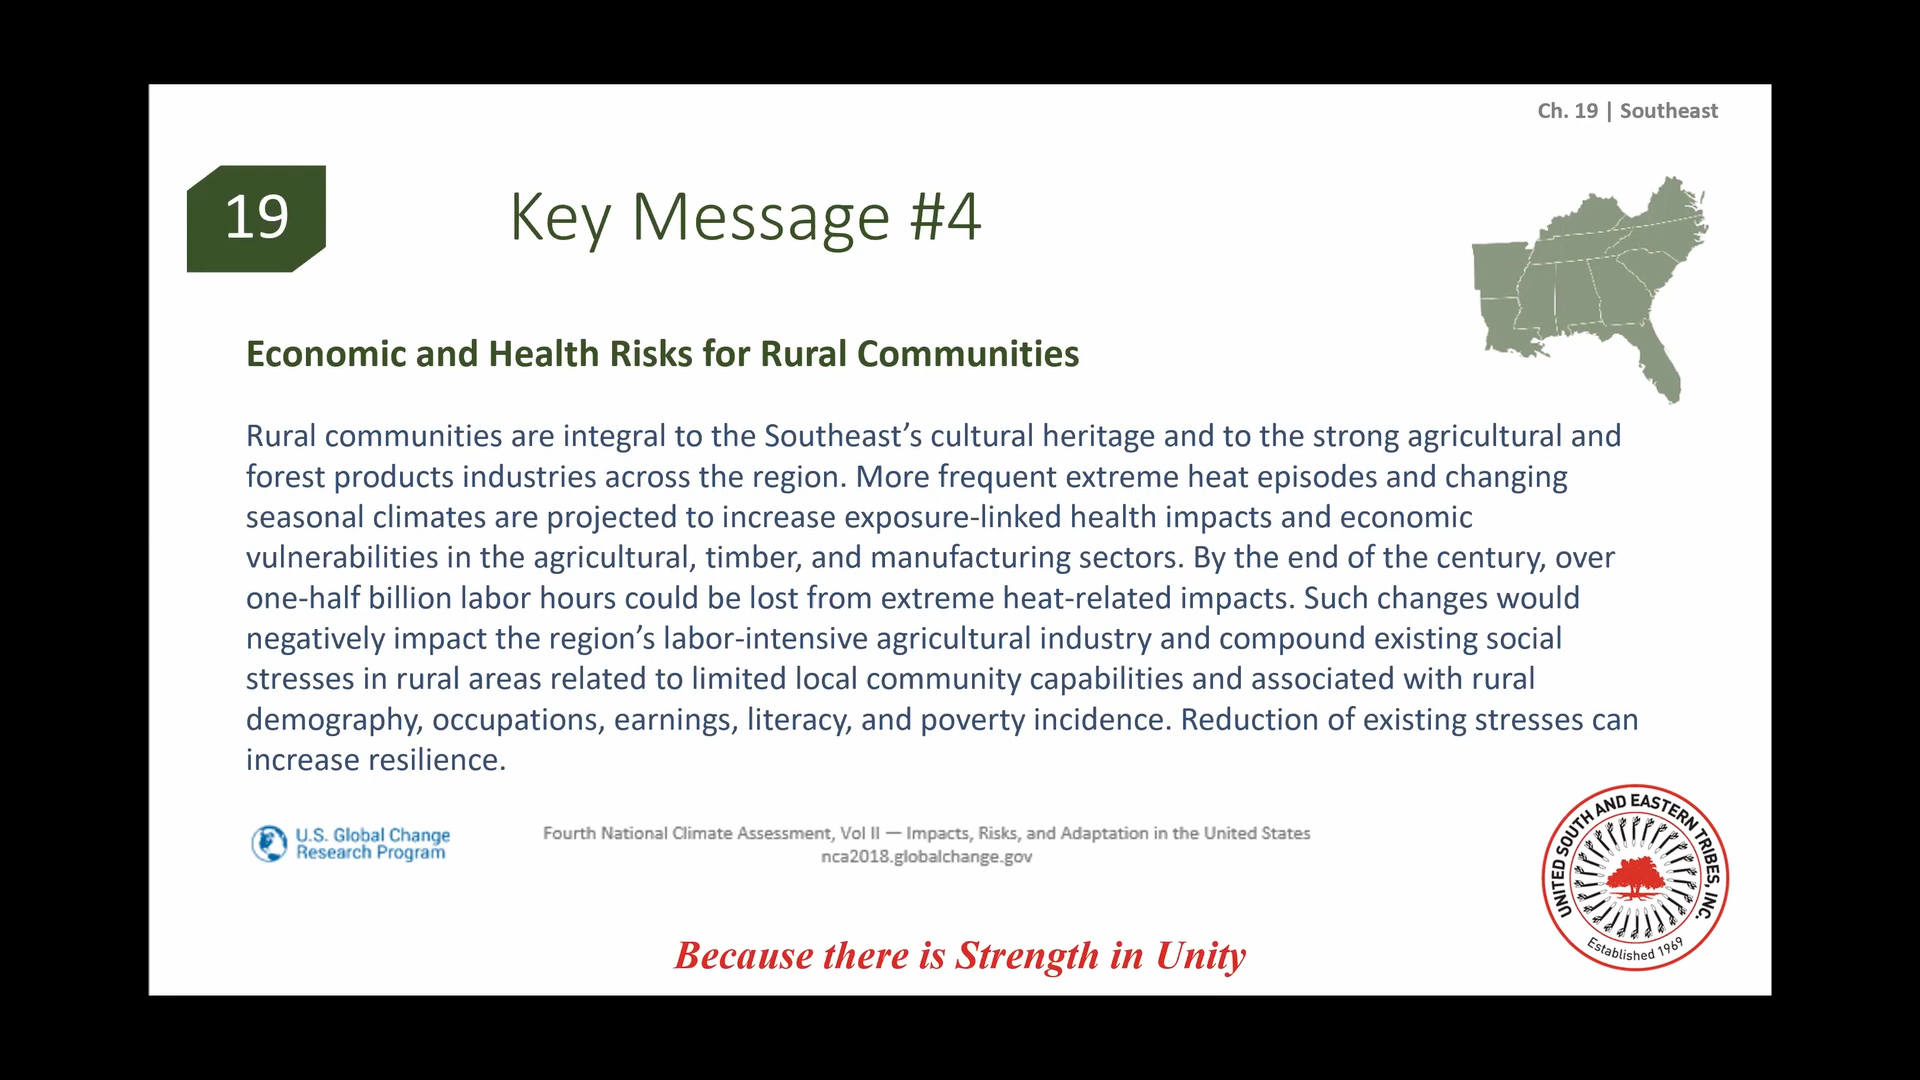 Ch. 19 | Southeast
19
Key Message #4
Economic and Health Risks for Rural Communities
Rural communities are integral to the Southeast’s cultural heritage and to the strong agricultural and
forest products industries across the region. More frequent extreme heat episodes and changing
seasonal climates are projected to increase exposure-linked health impacts and economic
vulnerabilities in the agricultural, timber, and manufacturing sectors. By the end of the century, over
one-half billion labor hours could be lost from extreme heat-related impacts. Such changes would
negatively impact the region’s labor-intensive agricultural industry and compound existing social
stresses in rural areas related to limited local community capabilities and associated with rural
demography, occupations, earnings, literacy, and poverty incidence. Reduction of existing stresses can
increase resilience.
U.S. Global Change
Research Program
Fourth National Climate Assessment, Vol II — Impacts, Risks, and Adaptation in the United States
nca2018.globalchange.gov
UNITED SOUTH AND EASTERN TRIBES, INC.
Established 1969
Because there is Strength in Unity